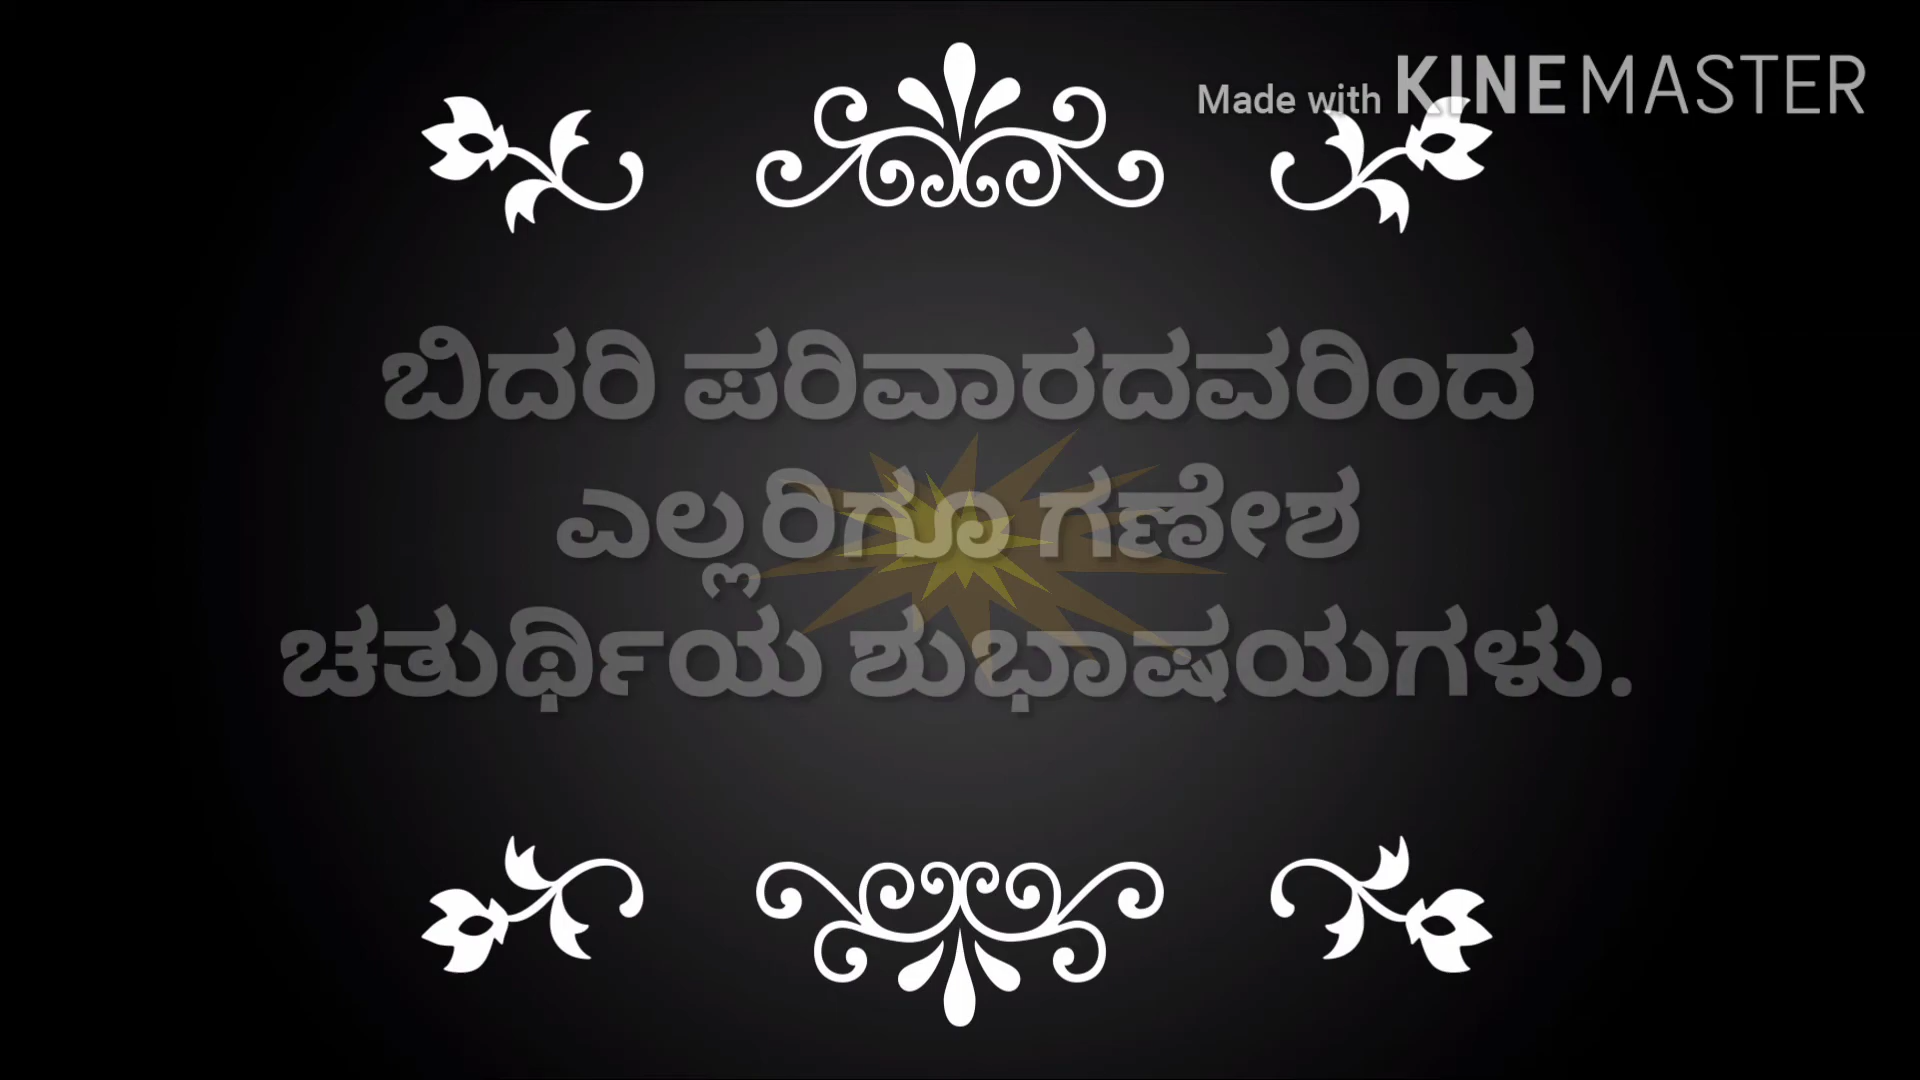 Made with KINEMASTER
ಬಿದರಿ ಪರಿವಾರದವರಿಂದ
ಎಲ್ಲರಿಗೂ ಗಣೇಶ
ಚತುರ್ಥಿಯ ಶುಭಾಷಯಗಳು.